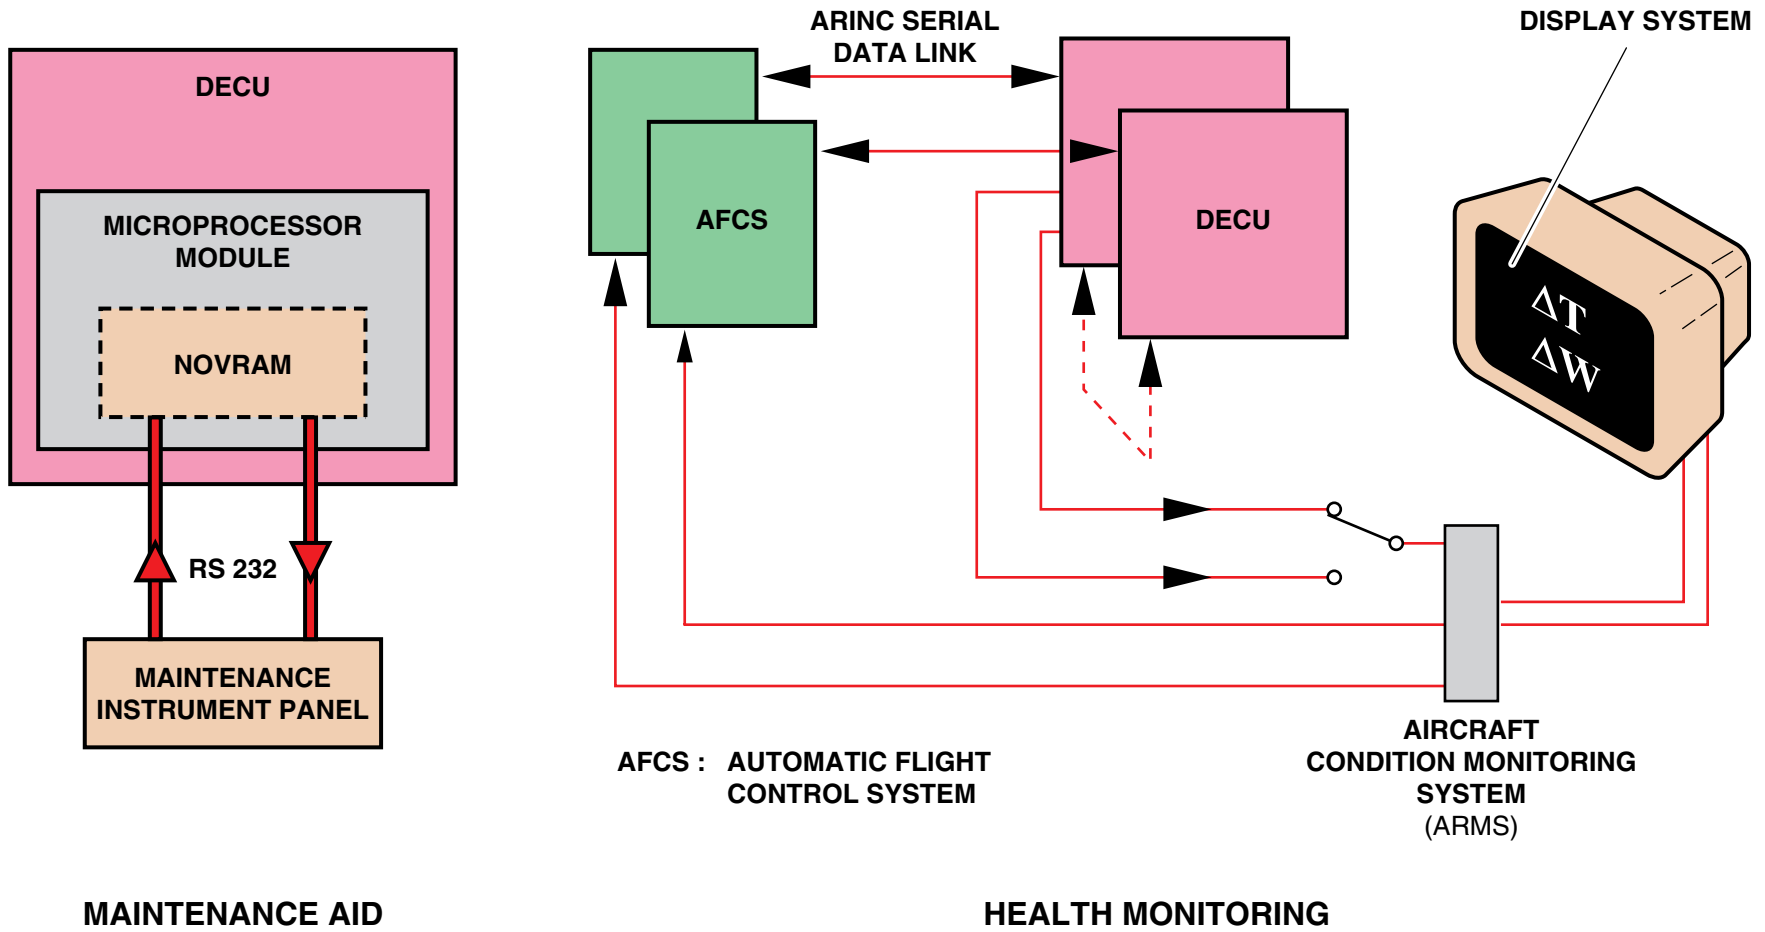 DECU
MICROPROCESSOR
MODULE
NOVRAM
RS 232
MAINTENANCE
INSTRUMENT PANEL
MAINTENANCE AID
ARINC SERIAL
DATA LINK
AFCS
DECU
DISPLAY SYSTEM
ΔT
ΔW
AFCS : AUTOMATIC FLIGHT
CONTROL SYSTEM
AIRCRAFT
CONDITION MONITORING
SYSTEM
(ARMS)
HEALTH MONITORING